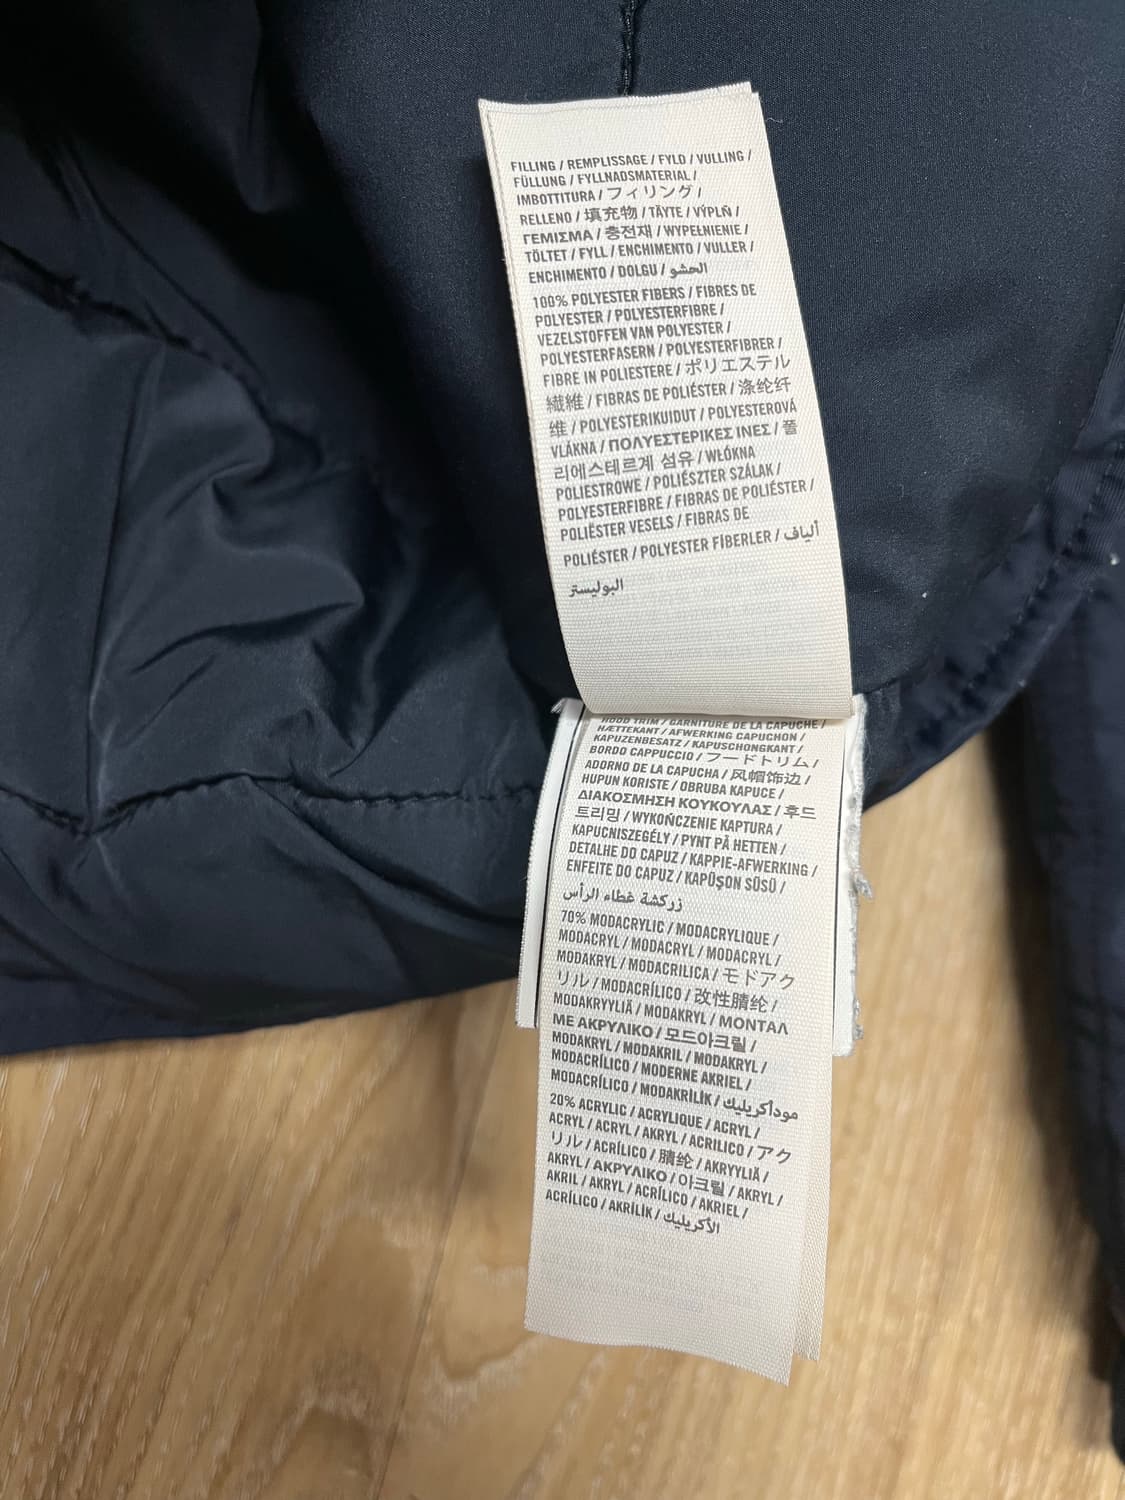 FILLING / REMPLISSAGE / FYLD / VULLING /
FÜLLUNG / FYLLNADSMATERIAL /
IMBOTTITURA / フィリング /
RELLENO / 填充物 / TÄYTE / VÝPLŇ /
ΓΕΜΙΣΜΑ / 충전재 / WYPEŁNIENIE /
TÖLTET / FYLL / ENCHIMENTO / VULLER /
ENCHIMENTO / DOLGU / الحشو
100% POLYESTER FIBERS / FIBRES DE
POLYESTER / POLYESTERFIBRE /
VEZELSTOFFEN VAN POLYESTER /
POLYESTERFASERN / POLYESTERFIBRER /
FIBRE IN POLIESTERE / ポリエステル
繊維 / FIBRAS DE POLIÉSTER / 涤纶纤
维 / POLYESTERIKUIDUT / POLYESTEROVÁ
VLÁKNA / ΠΟΛΥΕΣΤΕΡΙΚΕΣ ΙΝΕΣ / 폴
리에스테르계 섬유 / WŁÓKNA
POLIESTROWE / POLIÉSZTER SZÁLAK /
POLYESTERFIBRE / FIBRAS DE POLIÉSTER /
POLIËSTER VESELS / FIBRAS DE
POLIÉSTER / POLYESTER FİBERLER / ألياف
البوليستر
HOOD TRIM / GARNITURE DE LA CAPUCHE /
HÆTTEKANT / AFWERKING CAPUCHON /
KAPUZENBESATZ / KAPUSCHONGKANT /
BORDO CAPPUCCIO / フードトリム /
ADORNO DE LA CAPUCHA / 风帽饰边 /
HUPUN KORISTE / OBRUBA KAPUCE /
ΔΙΑΚΟΣΜΗΣΗ ΚΟΥΚΟΥΛΑΣ / 후드
트리밍 / WYKOŃCZENIE KAPTURA /
KAPUCNISZEGÉLY / PYNT PÅ HETTEN /
DETALHE DO CAPUZ / KAPPIE-AFWERKING /
ENFEITE DO CAPUZ / KAPÜŞON SÜSÜ /
زركشة غطاء الرأس
70% MODACRYLIC / MODACRYLIQUE /
MODACRYL / MODACRYL / MODACRYL /
MODAKRYL / MODACRILICA / モドアク
リル / MODACRÍLICO / 改性腈纶 /
MODAKRYYLIÄ / MODAKRYL / ΜΟΝΤΑΛ
ΜΕ ΑΚΡΥΛΙΚΟ / 모드아크릴 /
MODAKRYL / MODAKRIL / MODAKRYL /
MODACRÍLICO / MODERNE AKRIEL /
MODACRÍLICO / MODAKRİLİK / موداكريليك
20% ACRYLIC / ACRYLIQUE / ACRYL /
ACRYL / ACRYL / AKRYL / ACRILICO / アク
リル / ACRÍLICO / 腈纶 / AKRYYLIÄ /
AKRYL / ΑΚΡΥΛΙΚΟ / 아크릴 / AKRYL /
AKRIL / AKRYL / ACRÍLICO / AKRIEL /
ACRÍLICO / AKRİLİK / الأكريليك